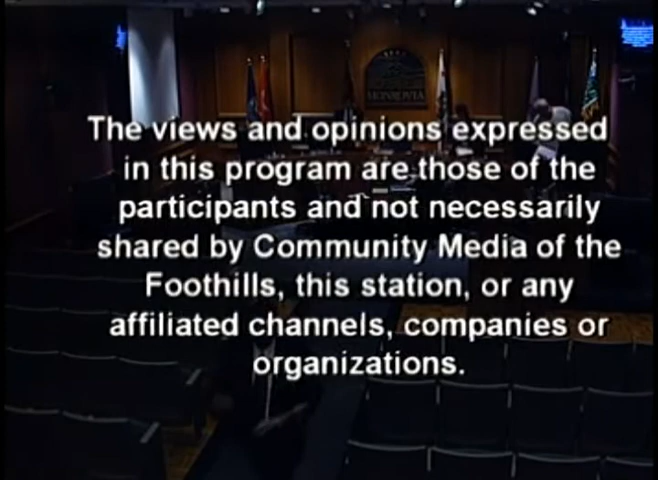 MONROVIA
The views and opinions expressed
in this program are those of the
participants and not necessarily
shared by Community Media of the
Foothills, this station, or any
affiliated channels, companies or
organizations.